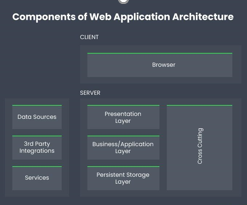 Components of Web Application Architecture
CLIENT
Browser
SERVER
Data Sources
3rd Party
Integrations
Services
Presentation
Layer
Business/Application
Layer
Persistent Storage
Layer
Cross Cutting